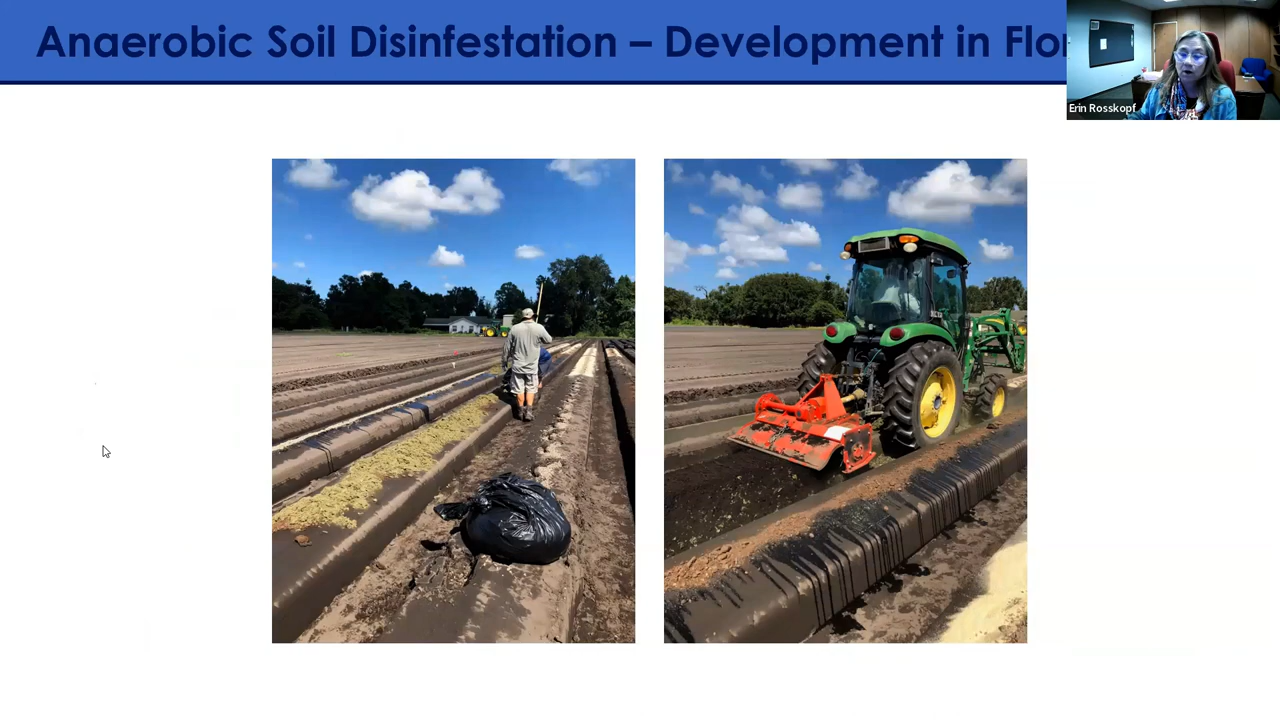 Anaerobic Soil Disinfestation – Development in Flor
Erin Rosskopf